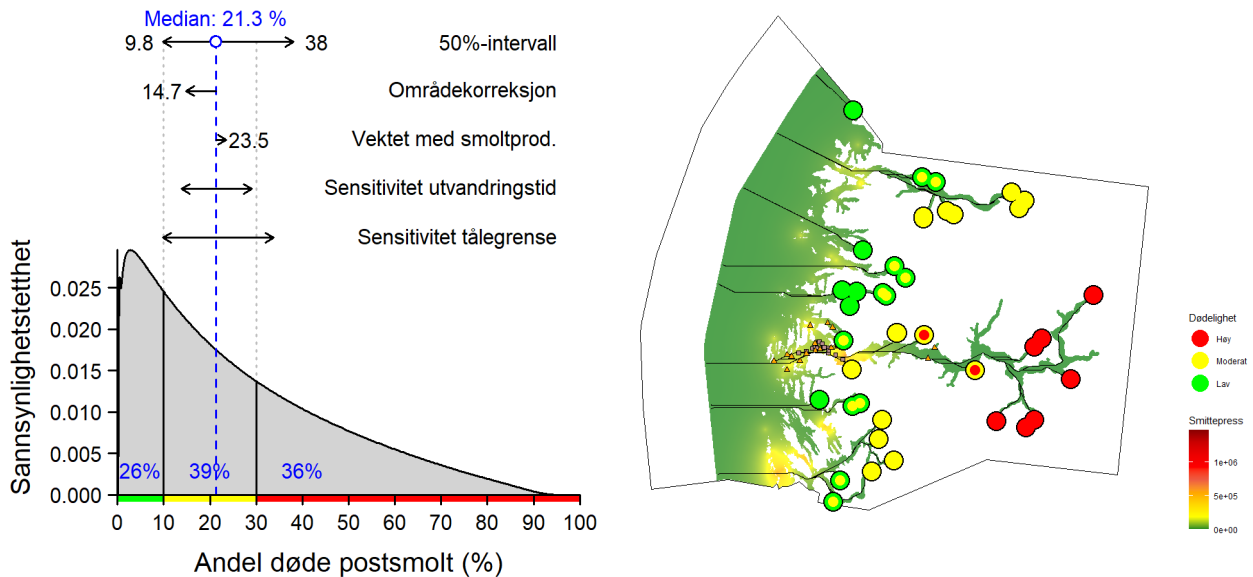 Median: 21.3 %
9.8
38
50%-intervall
14.7
Områdekorreksjon
23.5
Vektet med smoltprod.
Sensitivitet utvandringstid
Sensitivitet tålegrense
Sannsynlighetstetthet
0.025
0.020
0.015
0.010
0.005
0.000
26%
39%
36%
0 10 20 30 40 50 60 70 80 90 100
Andel døde postsmolt (%)
Dødelighet
Høy
Moderat
Lav
Smittepress
1e+06
5e+05
0e+00